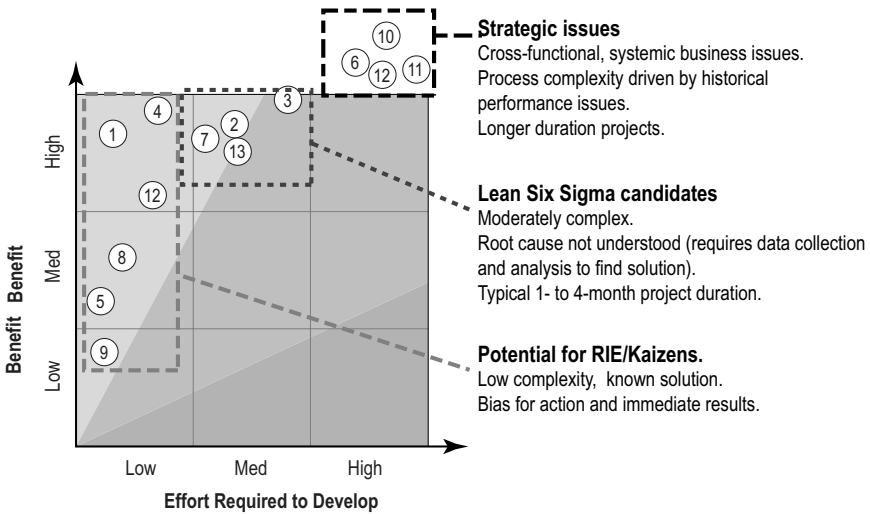 10
6
12
11
Strategic issues
Cross-functional, systemic business issues.
Process complexity driven by historical
performance issues.
Longer duration projects.
4
3
1
2
7
13
12
8
5
9
High
Med
Low
Benefit Benefit
Lean Six Sigma candidates
Moderately complex.
Root cause not understood (requires data collection
and analysis to find solution).
Typical 1- to 4-month project duration.
Potential for RIE/Kaizens.
Low complexity, known solution.
Bias for action and immediate results.
Low Med High
Effort Required to Develop